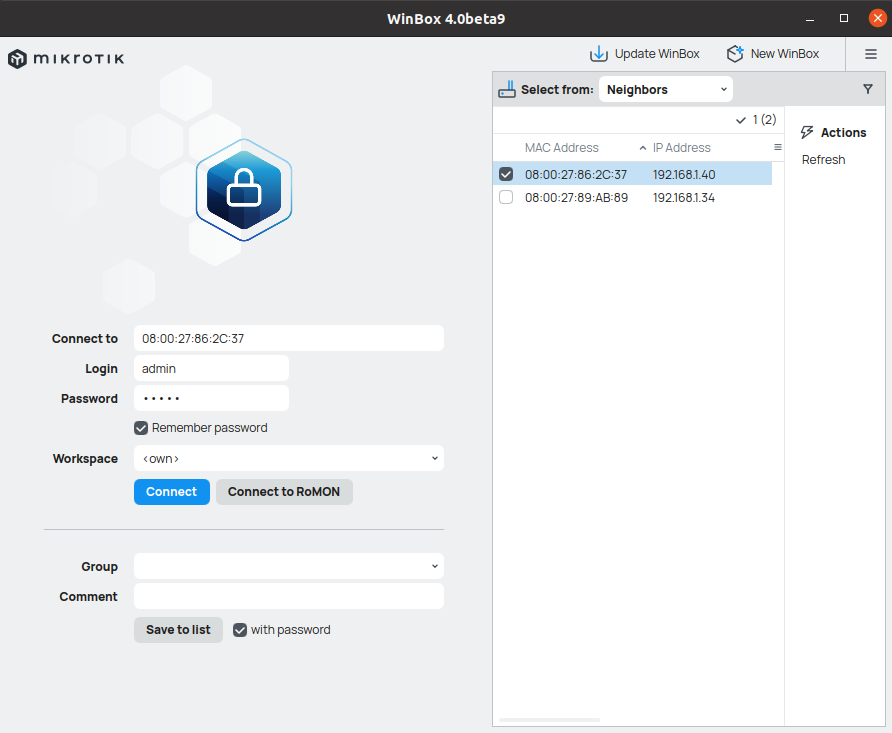 WinBox 4.0beta9
mikrotik
Update WinBox
New WinBox
Select from: Neighbors
1 (2)
MAC Address IP Address
08:00:27:86:2C:37 192.168.1.40
08:00:27:89:AB:89 192.168.1.34
Actions
Refresh
Connect to 08:00:27:86:2C:37
Login admin
Password •••••
Remember password
Workspace <own>
Connect Connect to RoMON
Group
Comment
Save to list with password